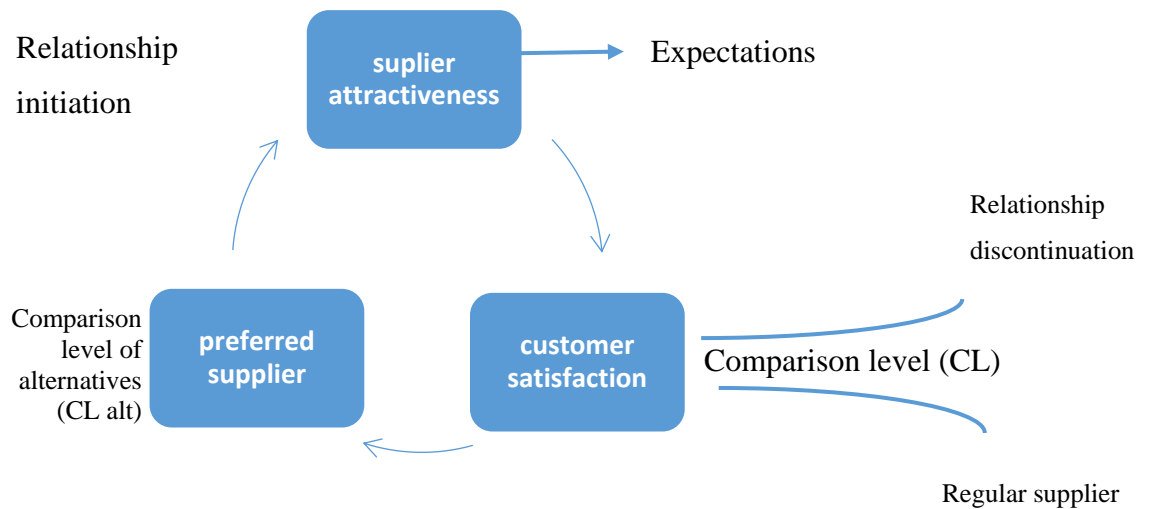 Relationship
initiation
suplier
attractiveness
Expectations
Relationship
discontinuation
Comparison
level of
alternatives
(CL alt)
preferred
supplier
customer
satisfaction
Comparison level (CL)
Regular supplier